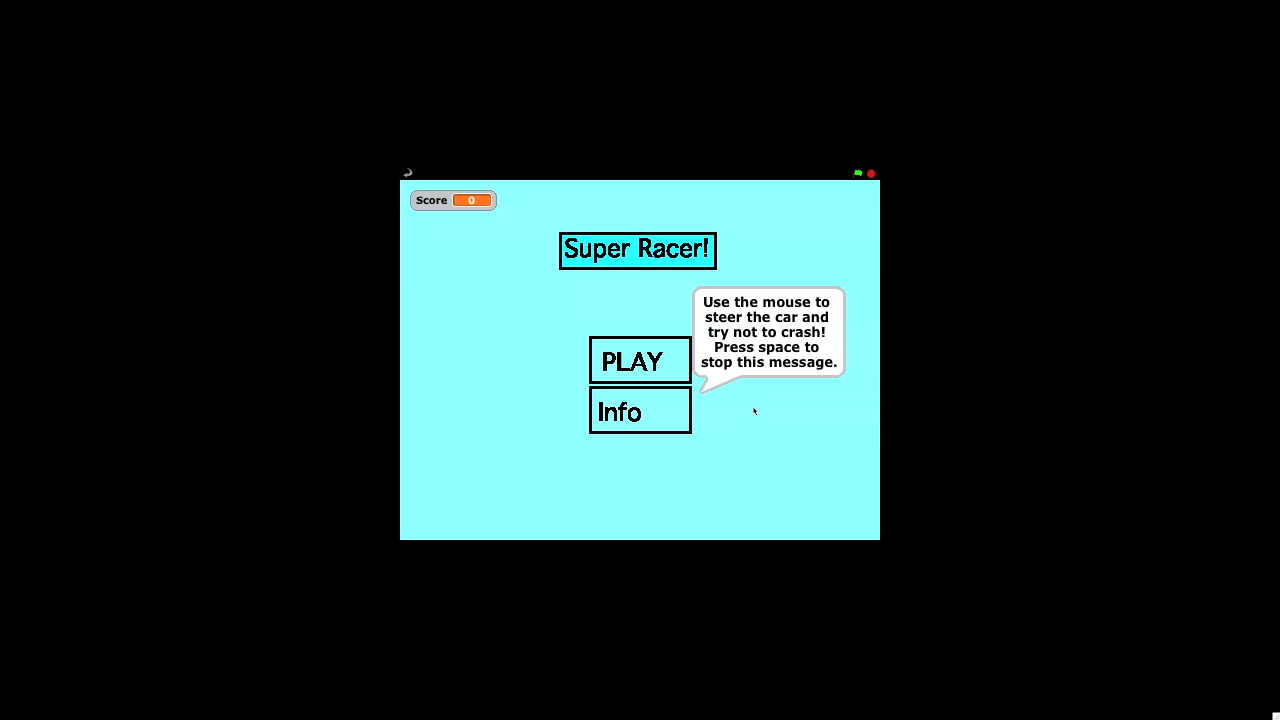 Score 0
Super Racer!
Use the mouse to
steer the car and
try not to crash!
Press space to
stop this message.
PLAY
Info